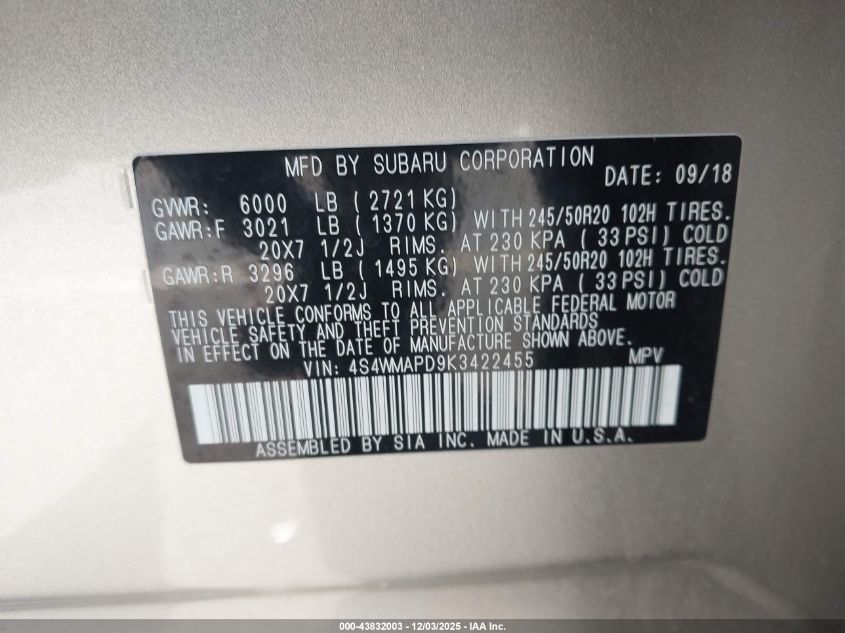 MFD BY SUBARU CORPORATION DATE: 09/18
GVWR: 6000 LB ( 2721 KG)
GAWR:F 3021 LB ( 1370 KG) WITH 245/50R20 102H TIRES.
20X7 1/2J RIMS. AT 230 KPA ( 33 PSI) COLD
GAWR:R 3296 LB ( 1495 KG) WITH 245/50R20 102H TIRES.
20X7 1/2J RIMS. AT 230 KPA ( 33 PSI) COLD
THIS VEHICLE CONFORMS TO ALL APPLICABLE FEDERAL MOTOR
VEHICLE SAFETY AND THEFT PREVENTION STANDARDS
IN EFFECT ON THE DATE OF MANUFACTURE SHOWN ABOVE.
VIN: 4S4WMAPD9K3422455 MPV
ASSEMBLED BY SIA INC. MADE IN U.S.A.
000-43832003 - 12/03/2025 - IAA Inc.